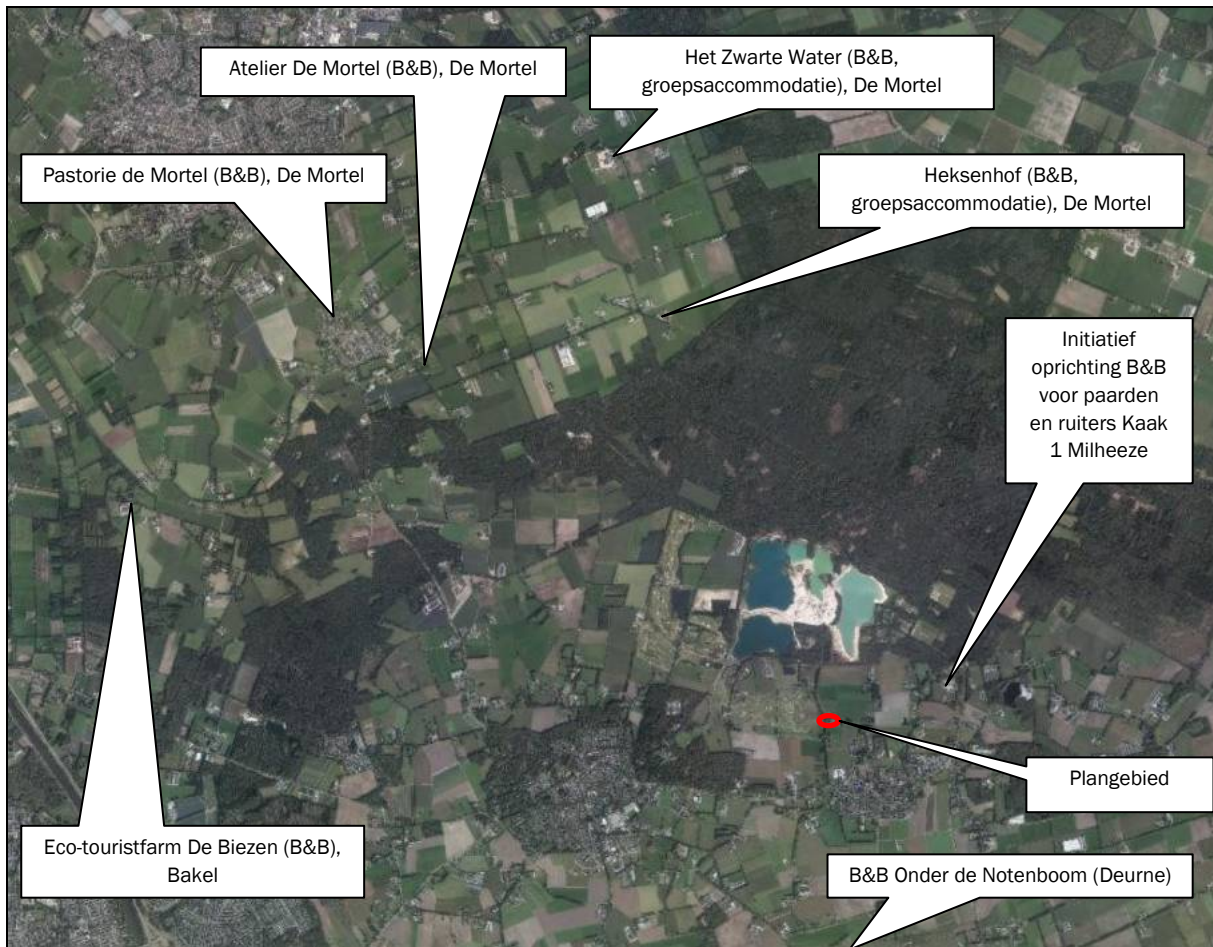 Atelier De Mortel (B&B), De Mortel
Het Zwarte Water (B&B,
groepsaccommodatie), De Mortel
Pastorie de Mortel (B&B), De Mortel
Heksenhof (B&B,
groepsaccommodatie), De Mortel
Initiatief
oprichting B&B
voor paarden
en ruiters Kaak
1 Milheeze
Plangebied
Eco-touristfarm De Biezen (B&B),
Bakel
B&B Onder de Notenboom (Deurne)